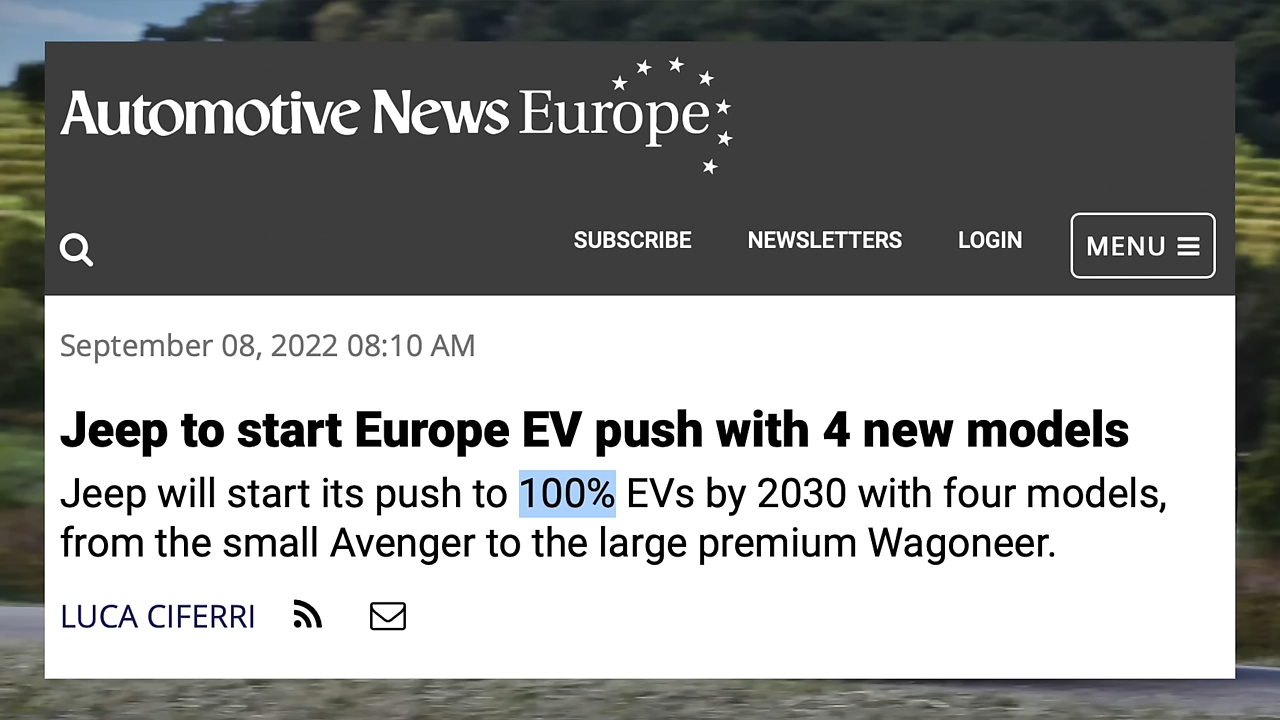 Automotive News Europe
SUBSCRIBE NEWSLETTERS LOGIN MENU
September 08, 2022 08:10 AM
Jeep to start Europe EV push with 4 new models
Jeep will start its push to 100% EVs by 2030 with four models,
from the small Avenger to the large premium Wagoneer.
LUCA CIFERRI